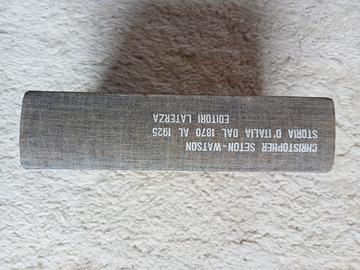 CHRISTOPHER SETON-WATSON
STORIA D'ITALIA DAL 1870 AL 1925
EDITORI LATERZA